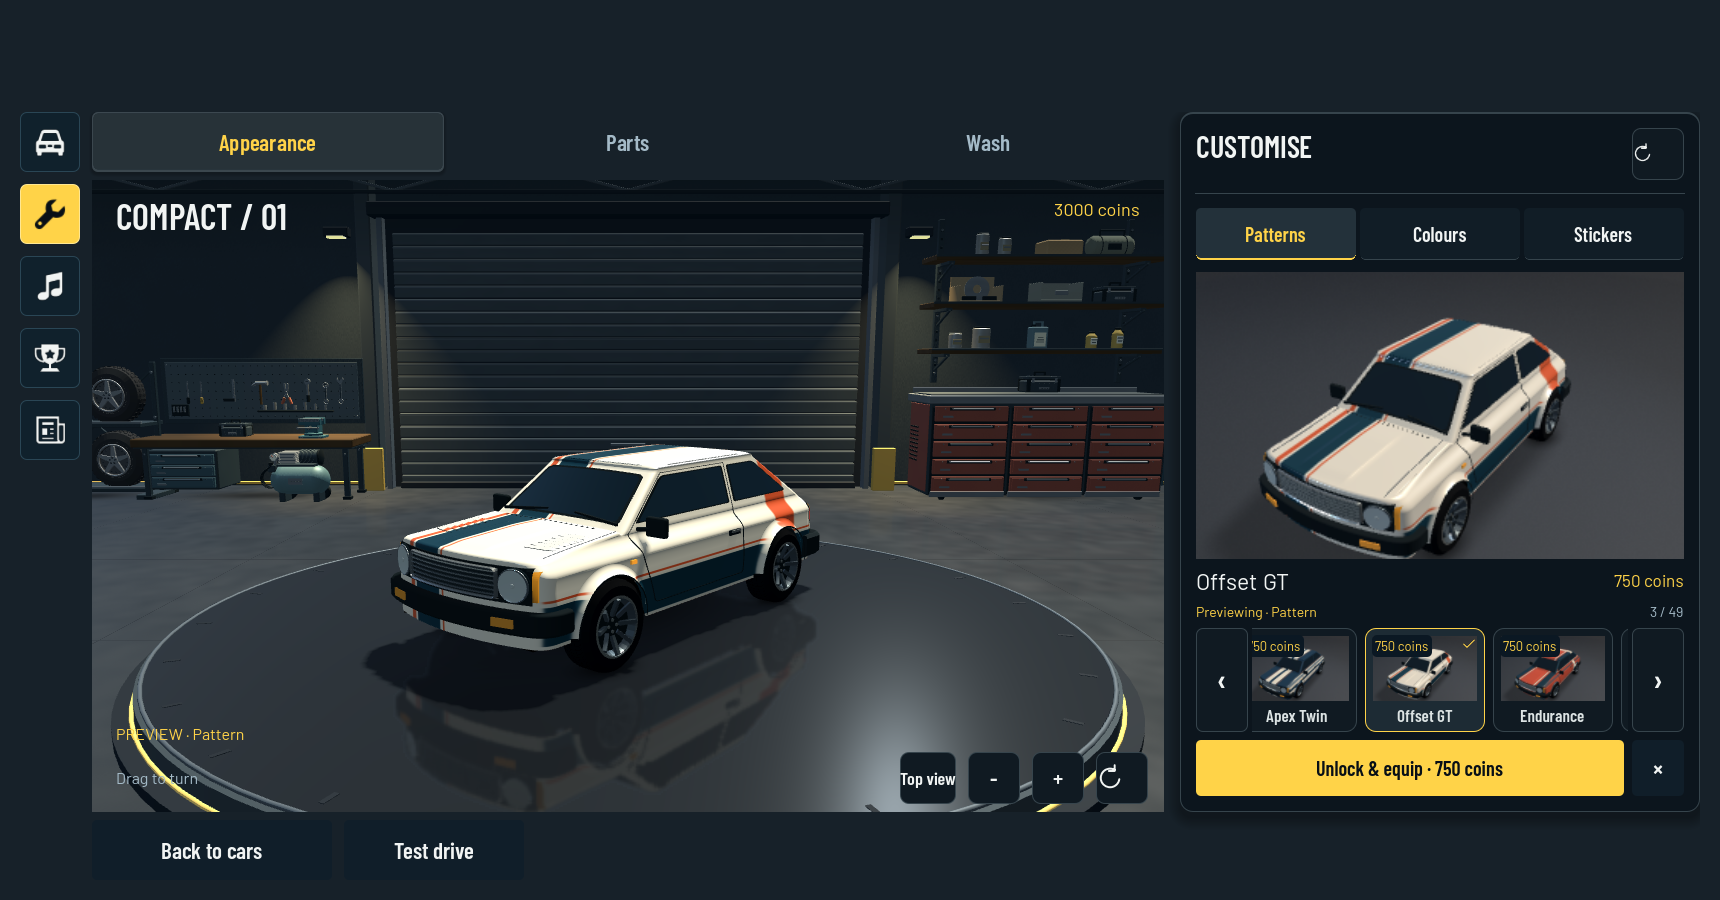 Appearance
Parts
Wash
CUSTOMISE
COMPACT / 01
3000 coins
Patterns
Colours
Stickers
Offset GT
750 coins
Previewing · Pattern
3 / 49
50 coins
750 coins
750 coins
‹
Apex Twin
Offset GT
Endurance
›
PREVIEW · Pattern
Drag to turn
Top view
-
+
Unlock & equip · 750 coins
×
Back to cars
Test drive